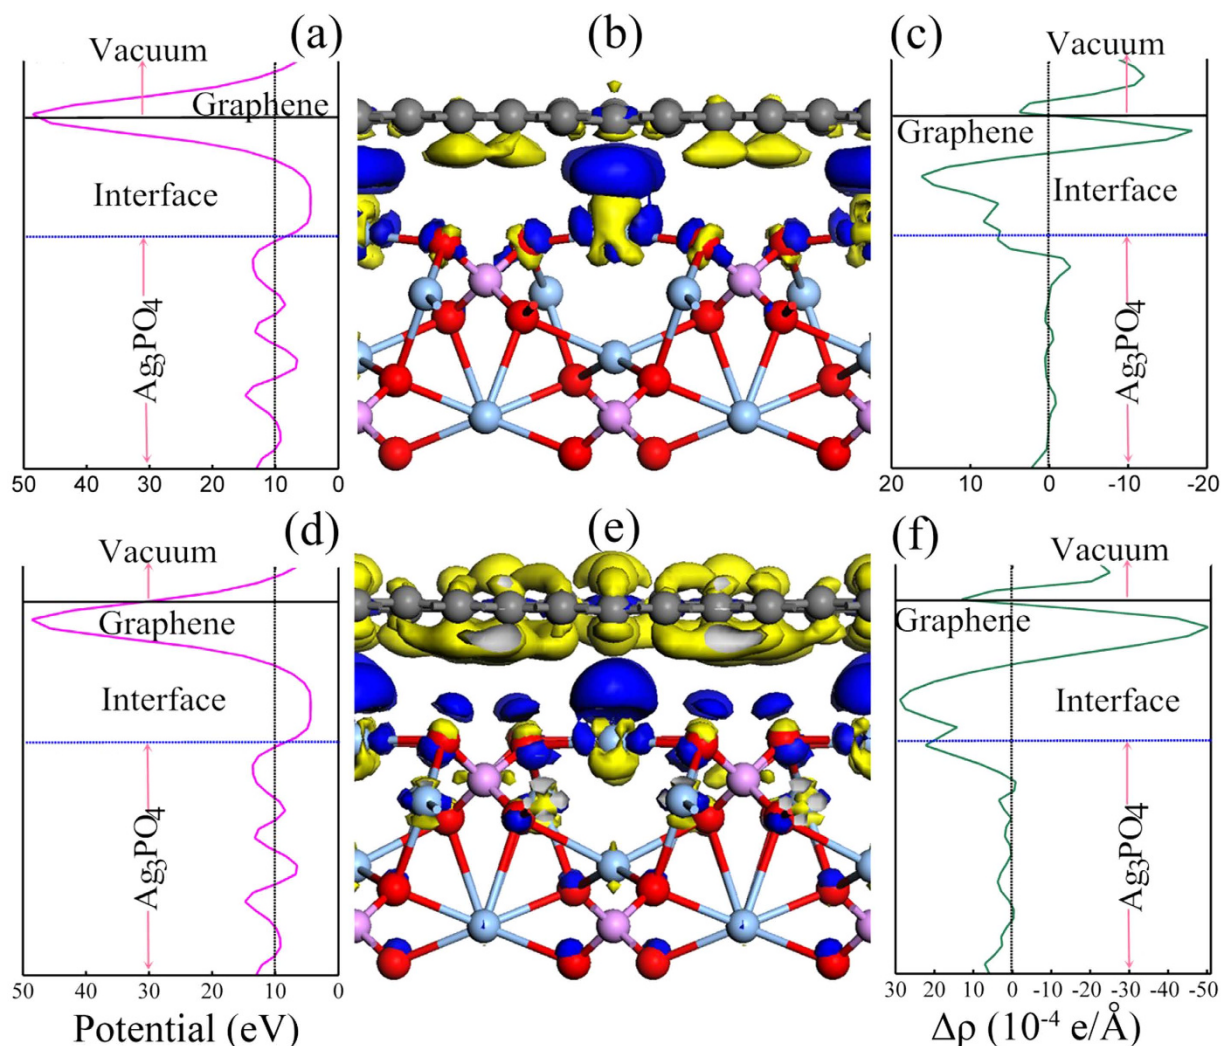 (a)
(b)
(c)
Vacuum
Graphene
Interface
Ag₃PO₄
50 40 30 20 10 0
Vacuum
Graphene
Interface
Ag₃PO₄
20 10 0 -10 -20
(d)
(e)
(f)
Vacuum
Graphene
Interface
Ag₃PO₄
50 40 30 20 10 0
Potential (eV)
Vacuum
Graphene
Interface
Ag₃PO₄
30 20 10 0 -10 -20 -30 -40 -50
Δρ (10⁻⁴ e/Å)